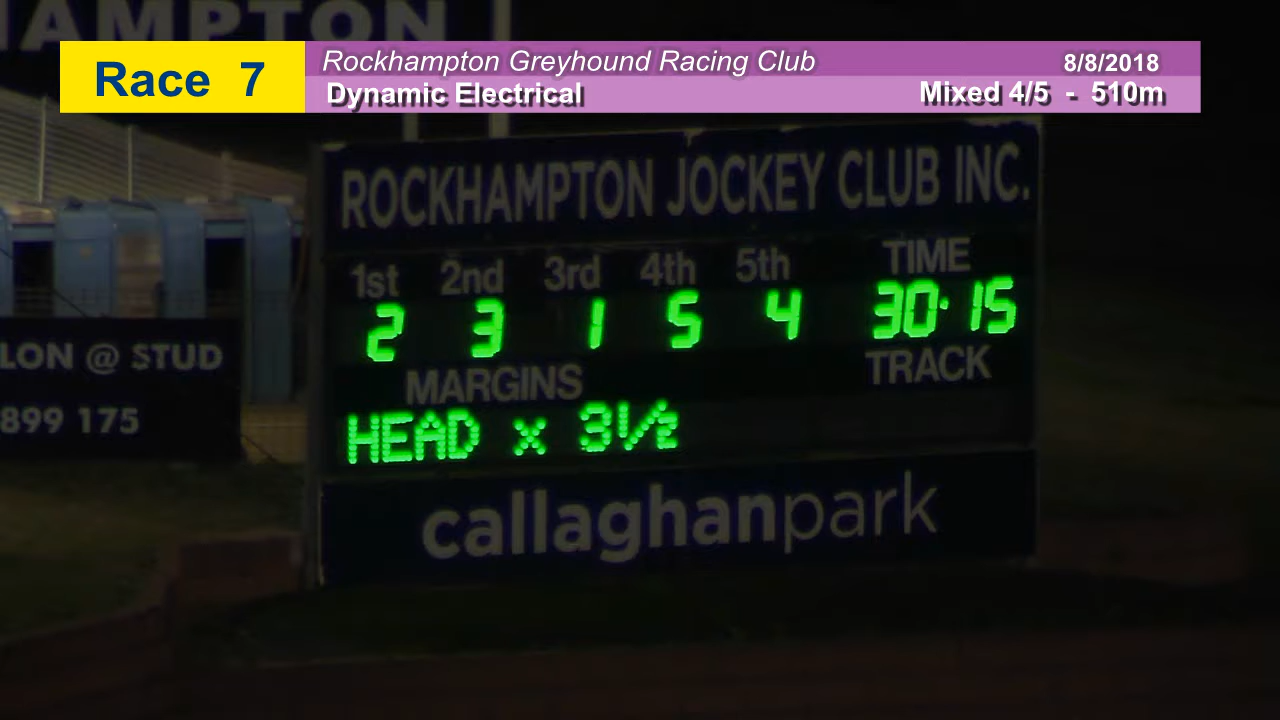 AMPTON
Race 7
Rockhampton Greyhound Racing Club
8/8/2018
Dynamic Electrical
Mixed 4/5 - 510m
ROCKHAMPTON JOCKEY CLUB INC.
1st 2nd 3rd 4th 5th TIME
2 3 1 5 4 30.15
MARGINS TRACK
HEAD x 3½
callaghanpark
LON @ STUD
899 175